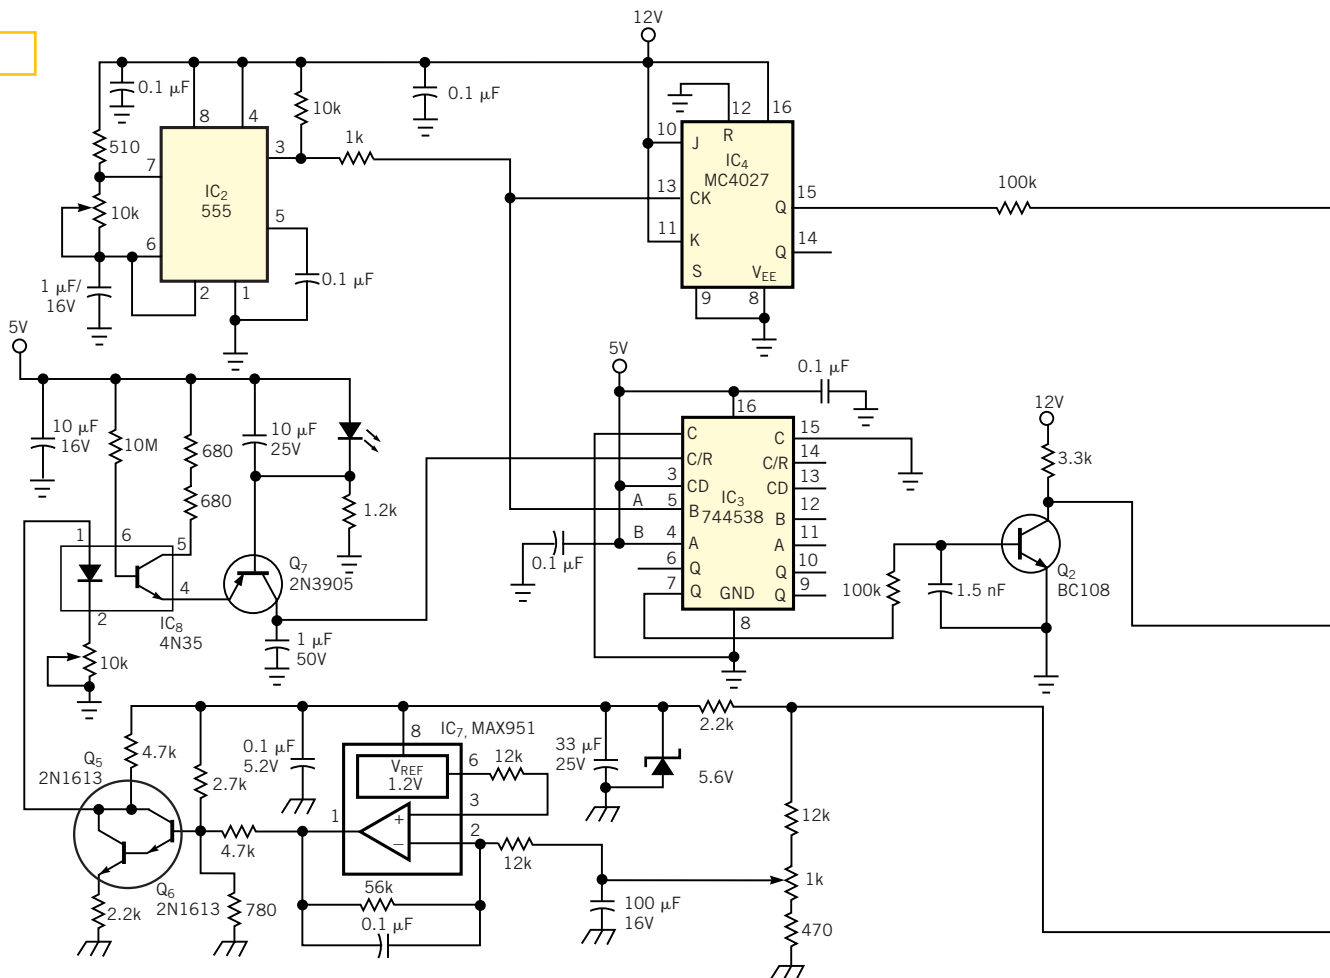 12V
0.1 μF
0.1 μF
8
4
10k
12
16
1k
510
3
10
R
J
IC4
MC4027
7
IC2
555
13
CK
15
Q
100k
10k
5
11
K
14
Q
6
0.1 μF
S
VEE
1 μF/
16V
2
1
9
8
5V
5V
0.1 μF
16
12V
10 μF
16V
10M
680
10 μF
25V
C
C
15
3.3k
C/R
C/R
14
680
3
CD
CD
13
1.2k
A
5
B
IC3
744538
B
12
1
6
5
B
4
A
A
11
0.1 μF
6
Q
Q
10
Q7
2N3905
7
Q
GND
Q
9
100k
1.5 nF
Q2
BC108
4
2
IC8
4N35
1 μF
50V
8
10k
IC7, MAX951
2.2k
8
Q5
2N1613
4.7k
0.1 μF
5.2V
VREF
1.2V
6
12k
33 μF
25V
5.6V
2.7k
3
1
+
2
–
12k
12k
4.7k
56k
1k
Q6
2N1613
100 μF
16V
2.2k
780
0.1 μF
470